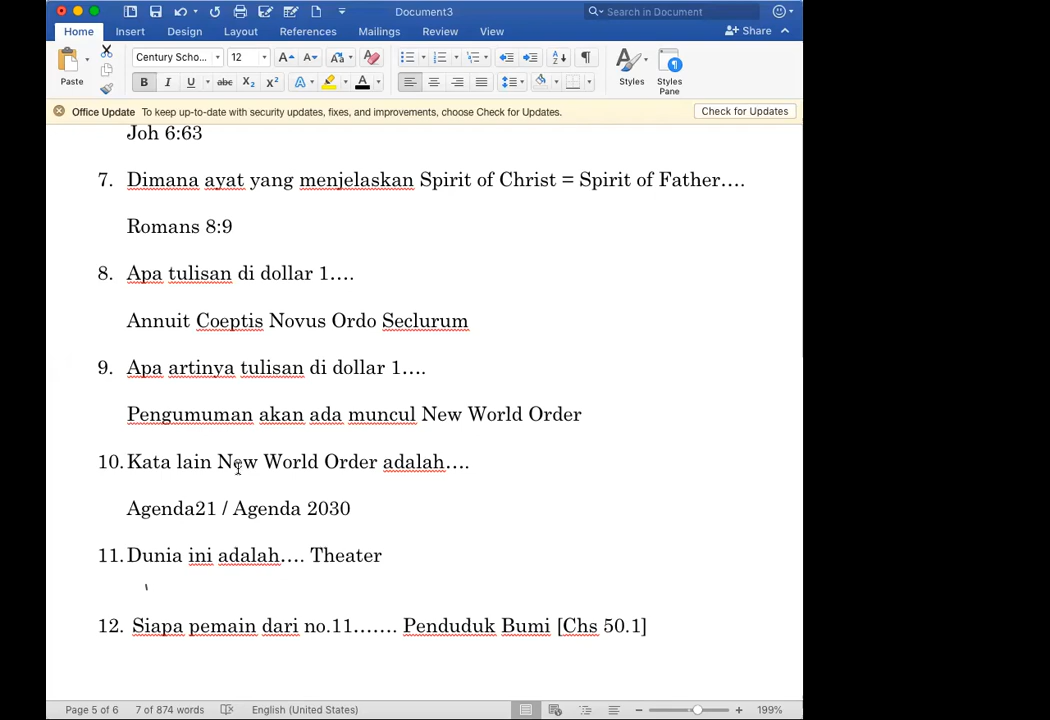 Document3
Search in Document
Home Insert Design Layout References Mailings Review View Share
Paste Century Scho... 12 Styles Styles Pane
Office Update To keep up-to-date with security updates, fixes, and improvements, choose Check for Updates. Check for Updates
Joh 6:63
7. Dimana ayat yang menjelaskan Spirit of Christ = Spirit of Father....
Romans 8:9
8. Apa tulisan di dollar 1....
Annuit Coeptis Novus Ordo Seclurum
9. Apa artinya tulisan di dollar 1....
Pengumuman akan ada muncul New World Order
10. Kata lain New World Order adalah....
Agenda21 / Agenda 2030
11. Dunia ini adalah.... Theater
12. Siapa pemain dari no.11....... Penduduk Bumi [Chs 50.1]
Page 5 of 6 7 of 874 words English (United States) 199%